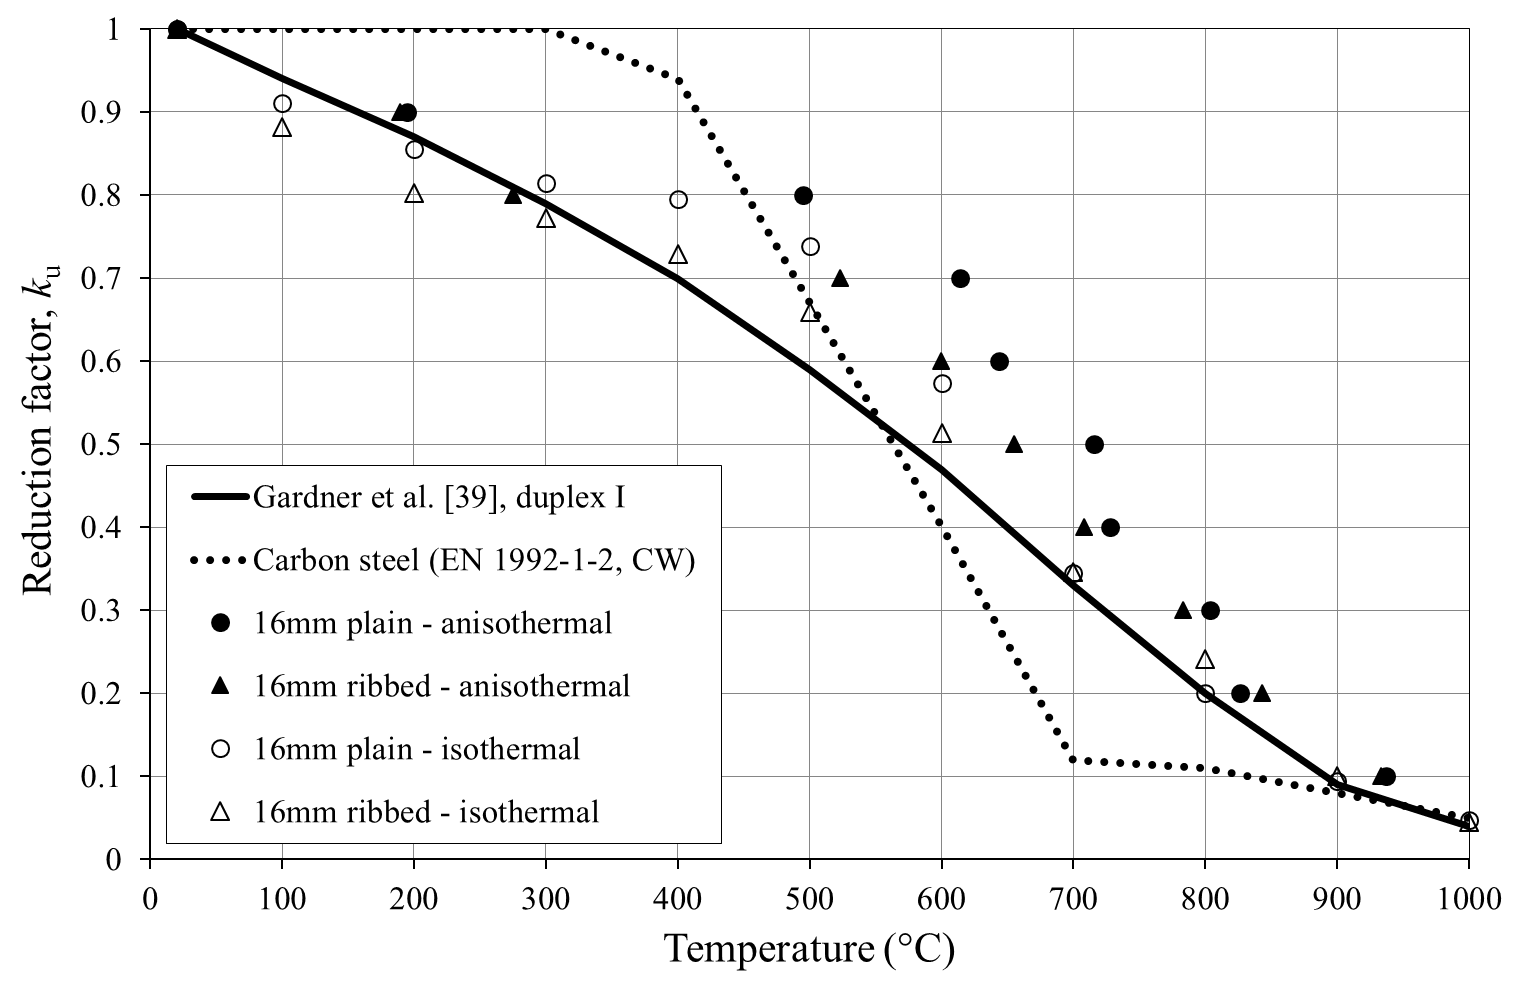 1
0.9
0.8
0.7
0.6
0.5
0.4
0.3
0.2
0.1
0
Reduction factor, ku
Gardner et al. [39], duplex I
Carbon steel (EN 1992-1-2, CW)
16mm plain - anisothermal
16mm ribbed - anisothermal
16mm plain - isothermal
16mm ribbed - isothermal
0 100 200 300 400 500 600 700 800 900 1000
Temperature (°C)